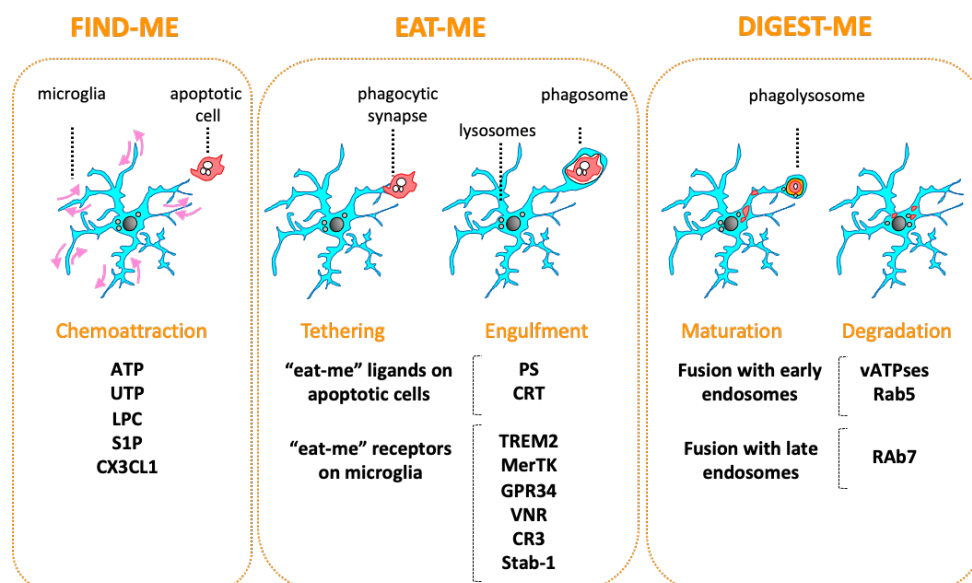 FIND-ME
EAT-ME
DIGEST-ME
microglia
apoptotic
cell
phagocytic
synapse
lysosomes
phagosome
phagolysosome
Chemoattraction
ATP
UTP
LPC
S1P
CX3CL1
Tethering
Engulfment
“eat-me” ligands on
apoptotic cells
PS
CRT
“eat-me” receptors
on microglia
TREM2
MerTK
GPR34
VNR
CR3
Stab-1
Maturation
Degradation
Fusion with early
endosomes
vATPses
Rab5
Fusion with late
endosomes
RAb7